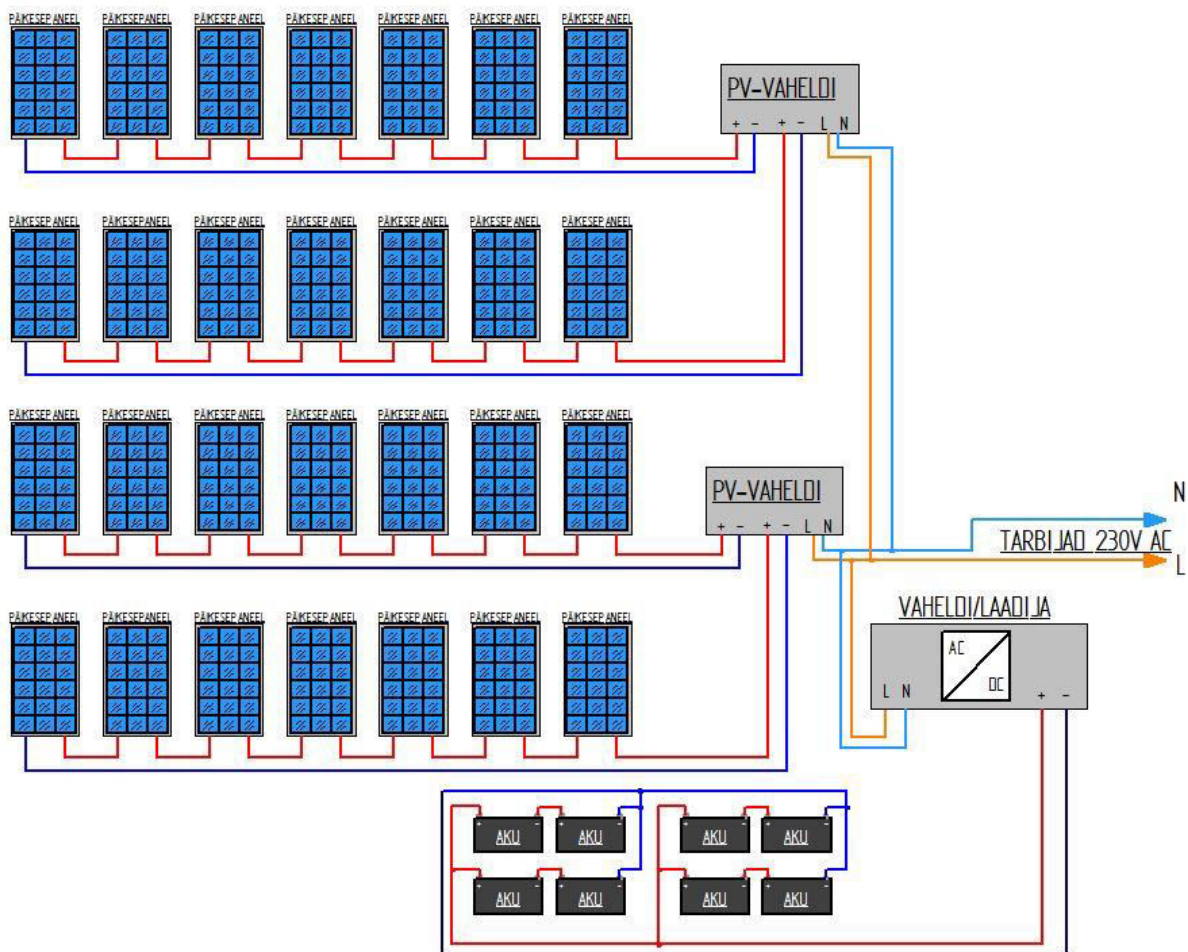 PÄIKESEPANEEL PÄIKESEPANEEL PÄIKESEPANEEL PÄIKESEPANEEL PÄIKESEPANEEL PÄIKESEPANEEL PÄIKESEPANEEL
PV-VAHELDI
+ - + - L N
PÄIKESEPANEEL PÄIKESEPANEEL PÄIKESEPANEEL PÄIKESEPANEEL PÄIKESEPANEEL PÄIKESEPANEEL PÄIKESEPANEEL
PÄIKESEPANEEL PÄIKESEPANEEL PÄIKESEPANEEL PÄIKESEPANEEL PÄIKESEPANEEL PÄIKESEPANEEL PÄIKESEPANEEL
PV-VAHELDI
+ - + - L N
N
TARBIJAD 230V AC
L
PÄIKESEPANEEL PÄIKESEPANEEL PÄIKESEPANEEL PÄIKESEPANEEL PÄIKESEPANEEL PÄIKESEPANEEL PÄIKESEPANEEL
VAHELDI/LAADIJA
AC
DC
L N + -
+ - + - + - + -
AKU AKU AKU AKU
+ - + - + - + -
AKU AKU AKU AKU